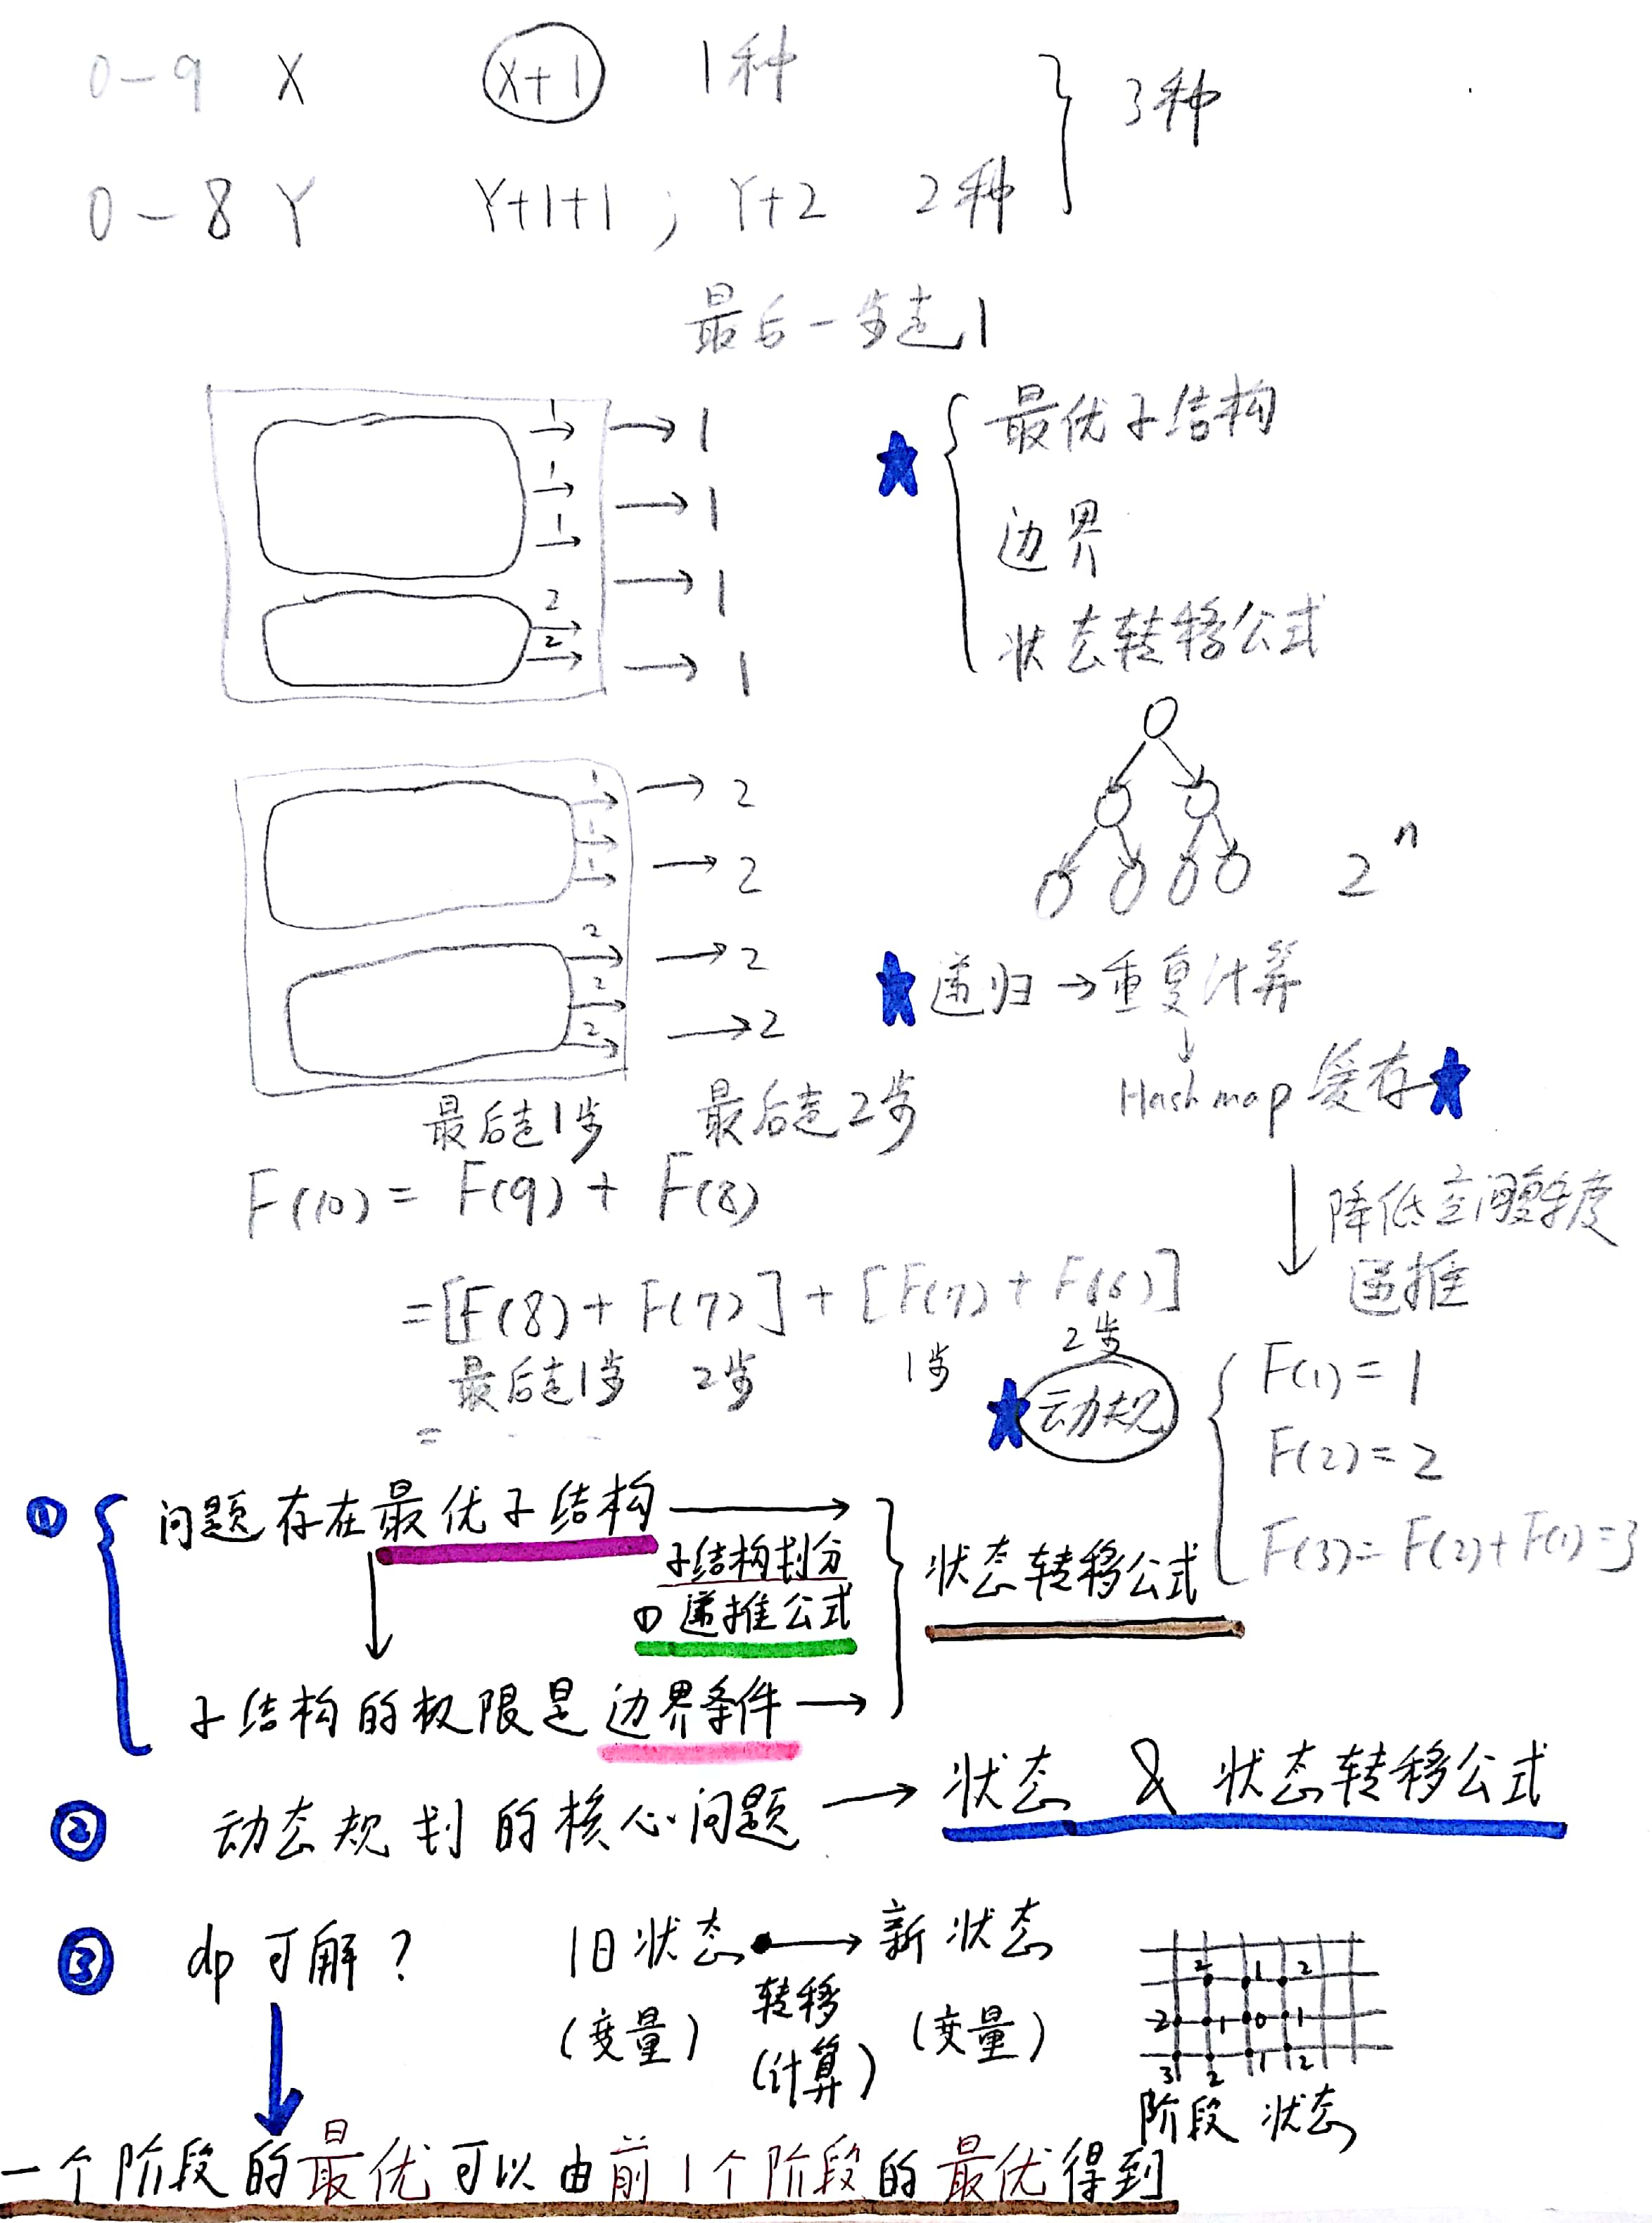 0-9 X X+1 1种
3种
0-8 Y Y+1+1 ; Y+2 2种
最后一步走1
1 → 1
1 → 1
1 → 1
2
2 → 1
★ 最优子结构
边界
状态转移公式
1 → 2
1 → 2
1
2 → 2
2
2 → 2
2ⁿ
★ 递归 → 重复计算
Hashmap 缓存 ★
最后走1步 最后走2步
F(10) = F(9) + F(8)
降低空间复杂度
递推
= [F(8) + F(7)] + [F(7) + F(6)]
最后走1步 2步 1步 2步
=
★ 动规
F(1) = 1
F(2) = 2
F(3) = F(2) + F(1) = 3
① 问题存在最优子结构 →
子结构划分
① 递推公式
状态转移公式
子结构的极限是边界条件 →
② 动态规划的核心问题 → 状态 & 状态转移公式
③ dp可解? 旧状态 → 新状态
(变量) 转移 (变量)
(计算)
2 1 2
2 1 0 1
3 2 1 2
阶段 状态
一个阶段的最优可以由前1个阶段的最优得到